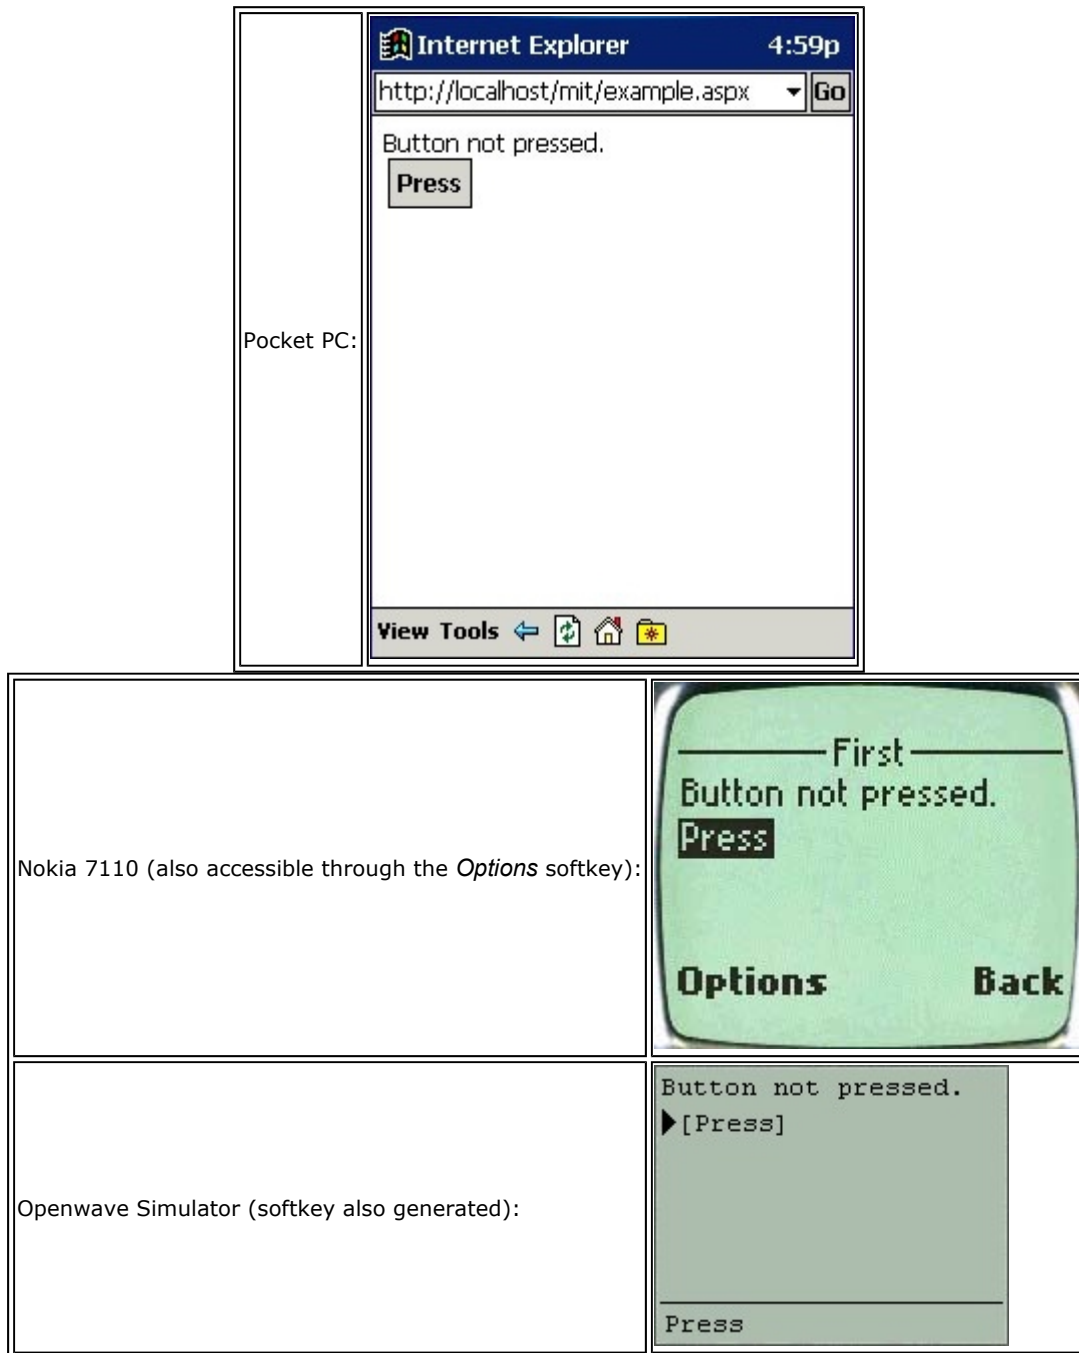 Pocket PC:
Internet Explorer 4:59p
http://localhost/mit/example.aspx Go
Button not pressed.
Press
View Tools
Nokia 7110 (also accessible through the Options softkey):
First
Button not pressed.
Press
Options Back
Openwave Simulator (softkey also generated):
Button not pressed.
[Press]
Press